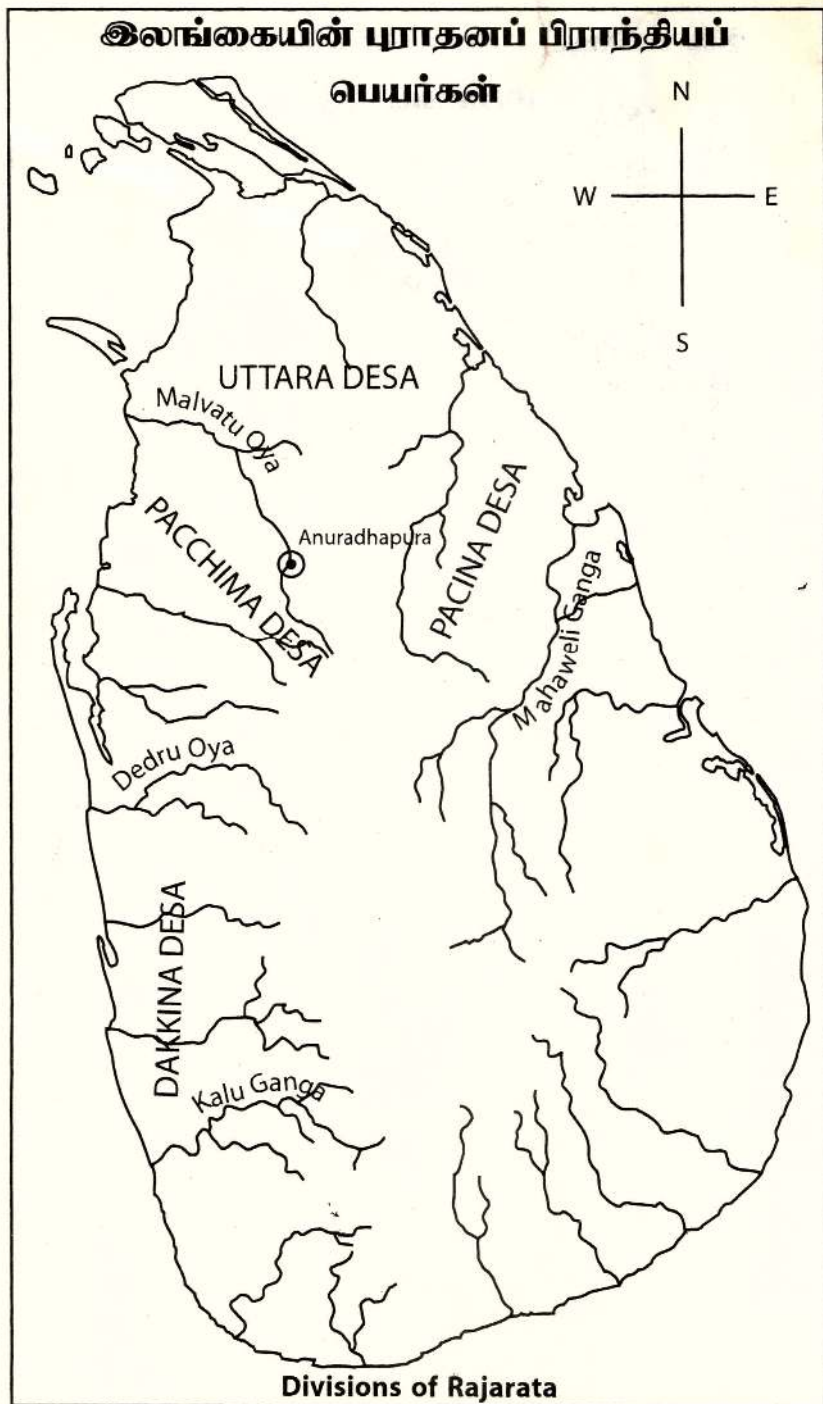 இலங்கையின் புராதனப் பிராந்தியப்
பெயர்கள்
N
W
E
S
UTTARA DESA
Malvatu Oya
Anuradhapura
PACCHIMA DESA
PACINA DESA
Mahaweli Ganga
Dedru Oya
DAKKINA DESA
Kalu Ganga
Divisions of Rajarata